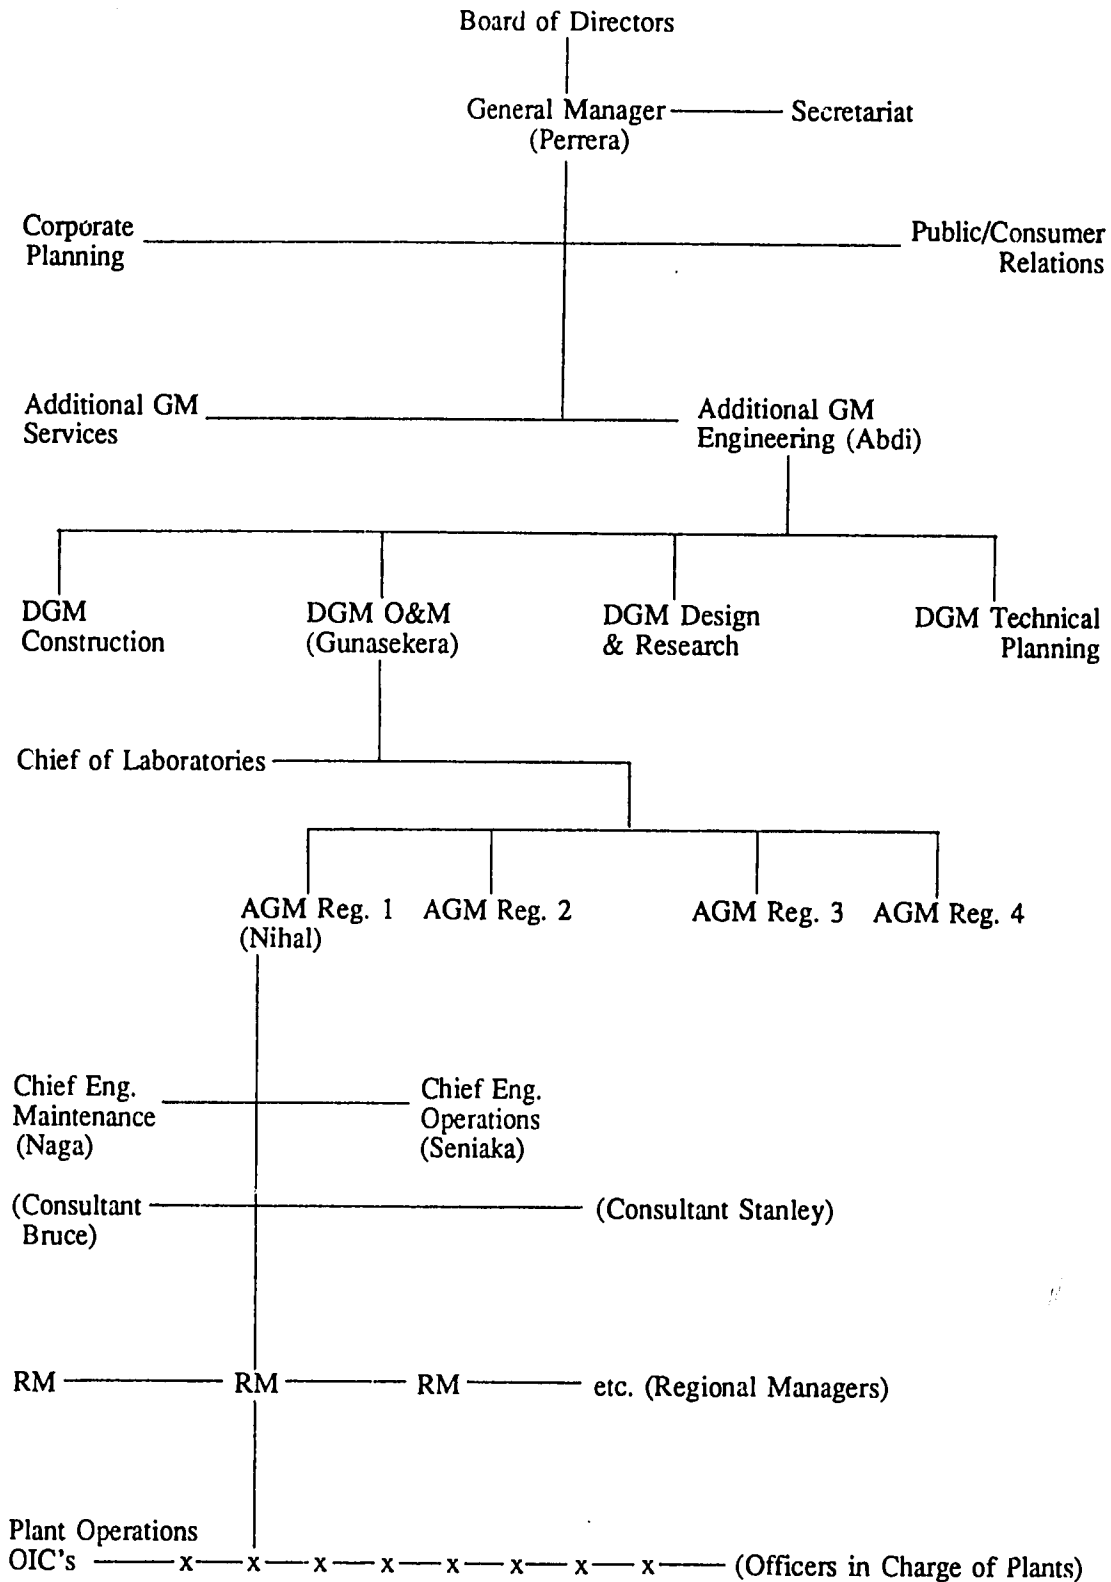 Board of Directors
General Manager
(Perrera)
Secretariat
Corporate
Planning
Public/Consumer
Relations
Additional GM
Services
Additional GM
Engineering (Abdi)
DGM
Construction
DGM O&M
(Gunasekera)
DGM Design
& Research
DGM Technical
Planning
Chief of Laboratories
AGM Reg. 1
(Nihal)
AGM Reg. 2
AGM Reg. 3
AGM Reg. 4
Chief Eng.
Maintenance
(Naga)
Chief Eng.
Operations
(Seniaka)
(Consultant
Bruce)
(Consultant Stanley)
RM
RM
RM
etc. (Regional Managers)
Plant Operations
OIC's x x x x x x x x (Officers in Charge of Plants)